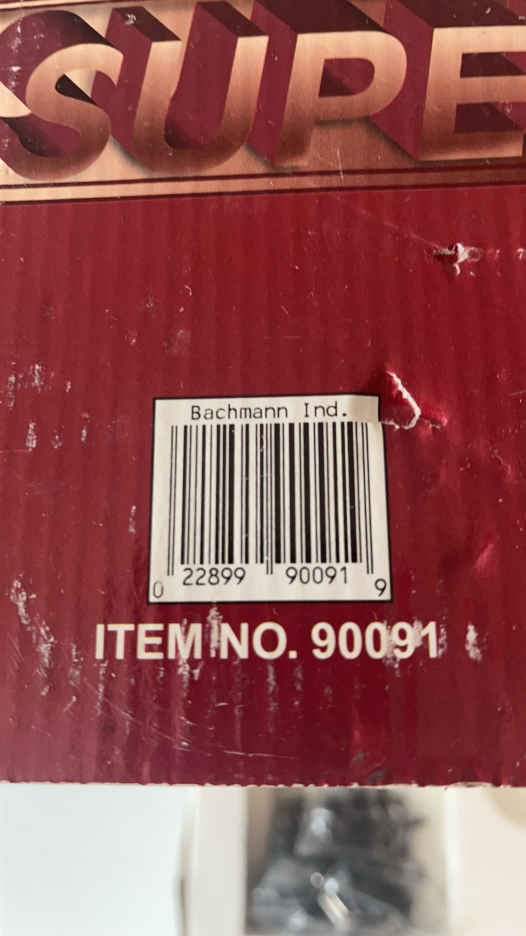 SUPE
Bachmann Ind.
0 22899 90091 9
ITEM NO. 90091